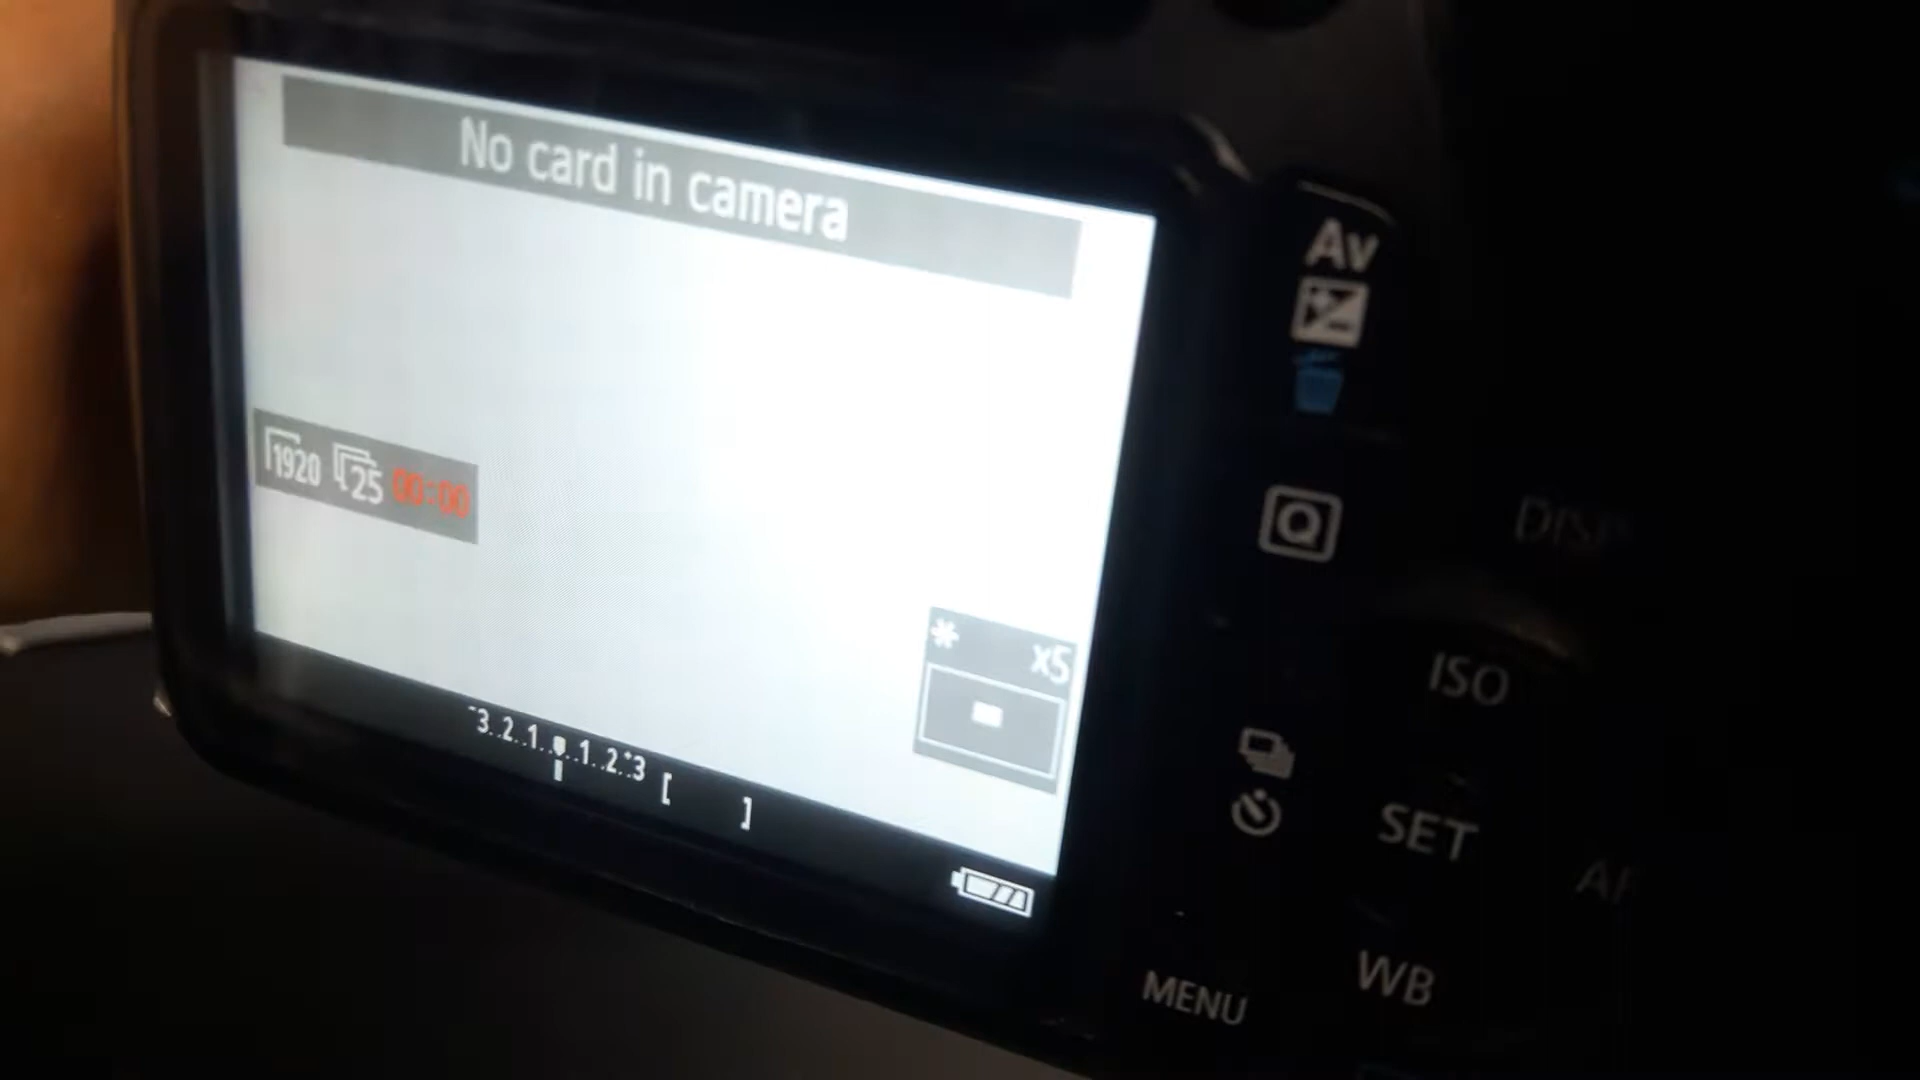 No card in camera
1920 25 00:00
x5
-3..2..1...1..2..+3 [ ]
Av
Q
DISP
ISO
SET
AF
WB
MENU